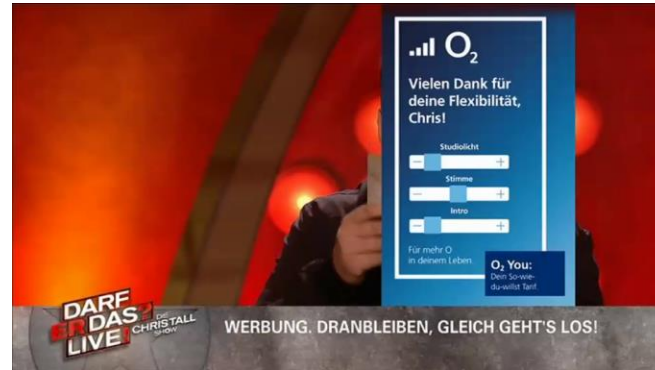 O₂
Vielen Dank für
deine Flexibilität,
Chris!
Studiolicht
− +
Stimme
− +
Intro
− +
Für mehr O
in deinem Leben.
O₂ You:
Dein So-wie-
du-willst Tarif.
DARF
ER DAS?
LIVE!
DIE
CHRIS TALL
SHOW
WERBUNG. DRANBLEIBEN, GLEICH GEHT'S LOS!